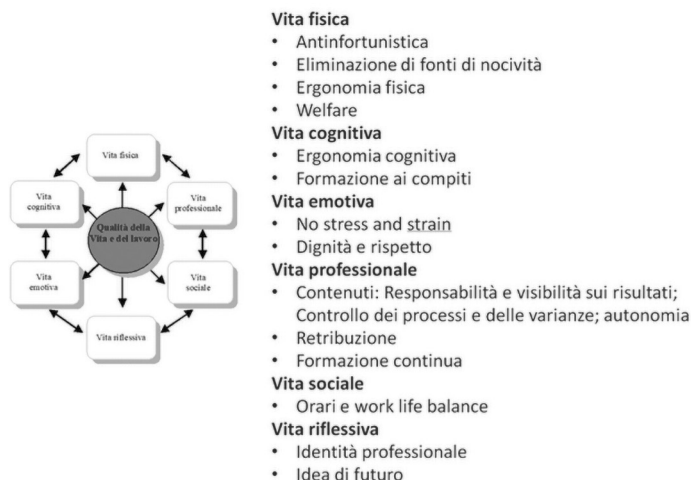 Vita fisica
Vita
cognitiva
Vita
professionale
Qualità della
Vita e del lavoro
Vita
emotiva
Vita
sociale
Vita riflessiva
Vita fisica
• Antinfortunistica
• Eliminazione di fonti di nocività
• Ergonomia fisica
• Welfare
Vita cognitiva
• Ergonomia cognitiva
• Formazione ai compiti
Vita emotiva
• No stress and strain
• Dignità e rispetto
Vita professionale
• Contenuti: Responsabilità e visibilità sui risultati;
Controllo dei processi e delle varianze; autonomia
• Retribuzione
• Formazione continua
Vita sociale
• Orari e work life balance
Vita riflessiva
• Identità professionale
• Idea di futuro